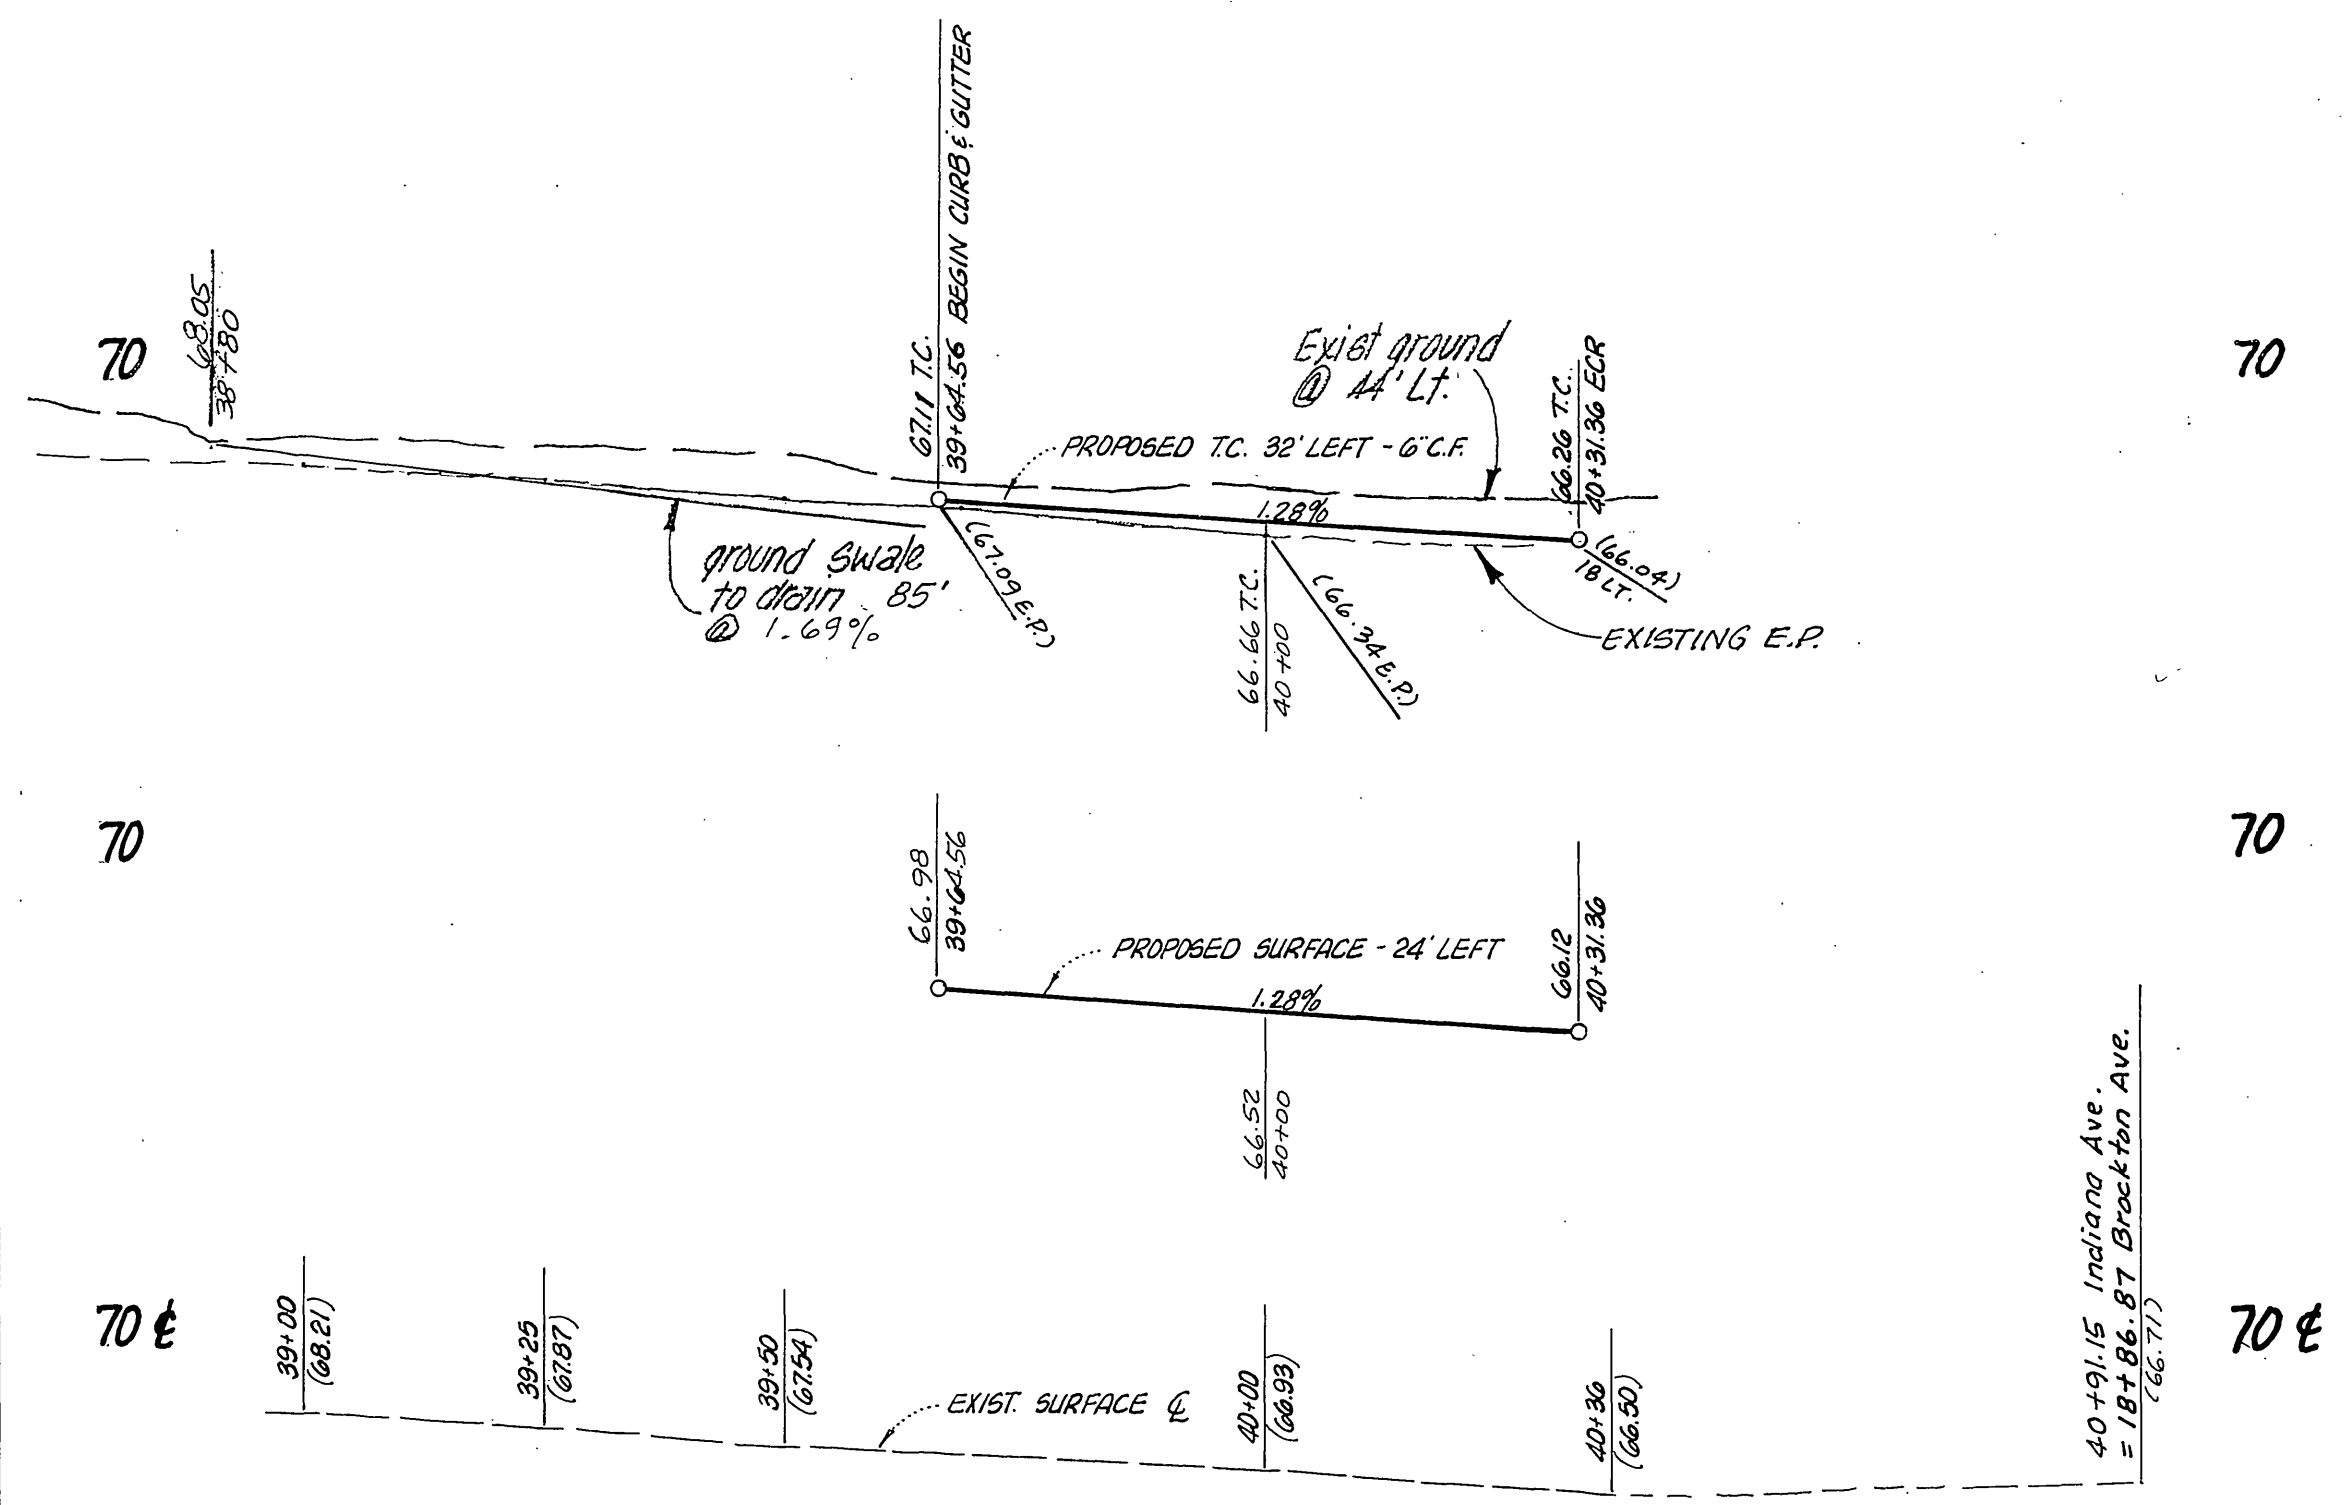 67.11 T.C.
39+64.56 BEGIN CURB & GUTTER
68.05
38+80
70
70
Exist ground
@ 44' Lt.
66.26 T.C.
40+31.36 ECR
PROPOSED T.C. 32' LEFT - 6" C.F.
1.28%
ground swale
to drain 85'
@ 1.69%
(67.09 E.P.)
66.66 T.C.
40+00
(66.34 E.P.)
(66.04)
18 LT.
EXISTING E.P.
70
70
66.98
39+64.56
PROPOSED SURFACE - 24' LEFT
1.28%
66.12
40+31.36
66.52
40+00
70 ℄
70 ℄
39+00
(68.21)
39+25
(67.87)
39+50
(67.54)
EXIST. SURFACE ℄
40+00
(66.93)
40+36
(66.50)
40+91.15 Indiana Ave.
= 18+86.87 Brockton Ave.
(66.71)